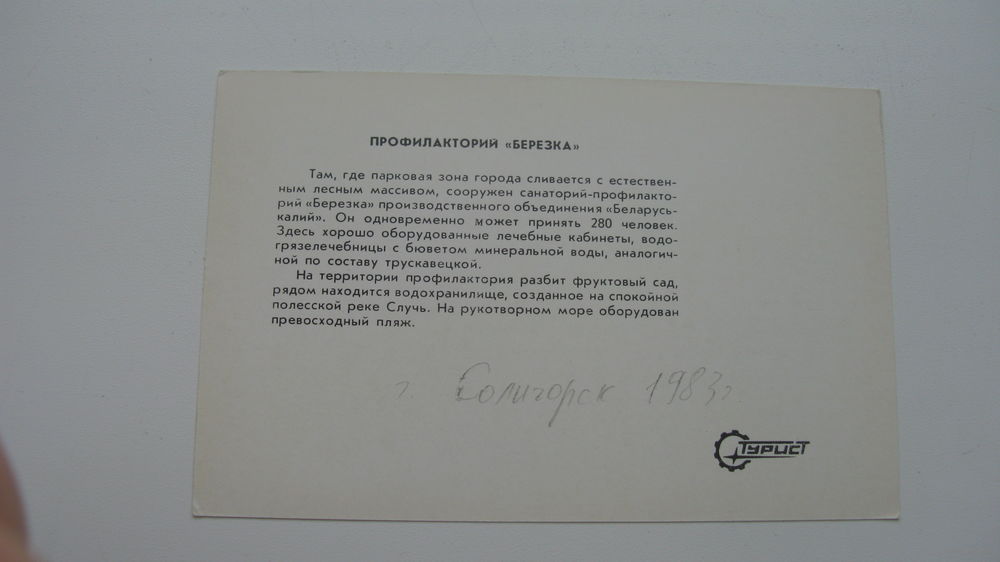 ПРОФИЛАКТОРИЙ «БЕРЕЗКА»
Там, где парковая зона города сливается с естествен-
ным лесным массивом, сооружен санаторий-профилакто-
рий «Березка» производственного объединения «Беларусь-
калий». Он одновременно может принять 280 человек.
Здесь хорошо оборудованные лечебные кабинеты, водо-
грязелечебницы с бюветом минеральной воды, аналогич-
ной по составу трускавецкой.
На территории профилактория разбит фруктовый сад,
рядом находится водохранилище, созданное на спокойной
полесской реке Случь. На рукотворном море оборудован
превосходный пляж.
г. Солигорск 1983г.
ТУРИСТ